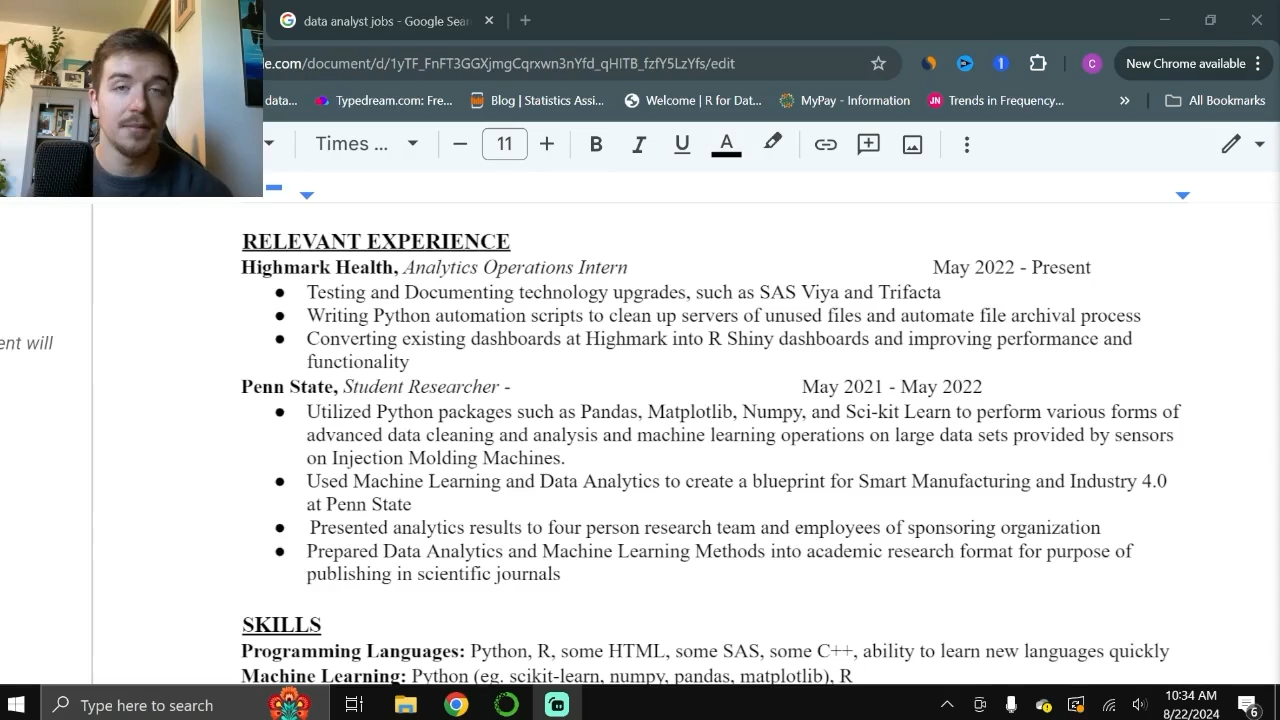 data analyst jobs - Google Sear
le.com/document/d/1yTF_FnFT3GGXjmgCqrxwn3nYfd_qHlTB_fzfY5LzYfs/edit
1
C
New Chrome available
data...
Typedream.com: Fre...
Blog | Statistics Assi...
Welcome | R for Dat...
MyPay - Information
JN
Trends in Frequency...
All Bookmarks
Times ...
11
B
I
U
A
RELEVANT EXPERIENCE
Highmark Health, Analytics Operations Intern May 2022 - Present
● Testing and Documenting technology upgrades, such as SAS Viya and Trifacta
● Writing Python automation scripts to clean up servers of unused files and automate file archival process
● Converting existing dashboards at Highmark into R Shiny dashboards and improving performance and
functionality
ent will
Penn State, Student Researcher - May 2021 - May 2022
● Utilized Python packages such as Pandas, Matplotlib, Numpy, and Sci-kit Learn to perform various forms of
advanced data cleaning and analysis and machine learning operations on large data sets provided by sensors
on Injection Molding Machines.
● Used Machine Learning and Data Analytics to create a blueprint for Smart Manufacturing and Industry 4.0
at Penn State
● Presented analytics results to four person research team and employees of sponsoring organization
● Prepared Data Analytics and Machine Learning Methods into academic research format for purpose of
publishing in scientific journals
SKILLS
Programming Languages: Python, R, some HTML, some SAS, some C++, ability to learn new languages quickly
Machine Learning: Python (eg. scikit-learn, numpy, pandas, matplotlib), R
Type here to search
10:34 AM
8/22/2024
6